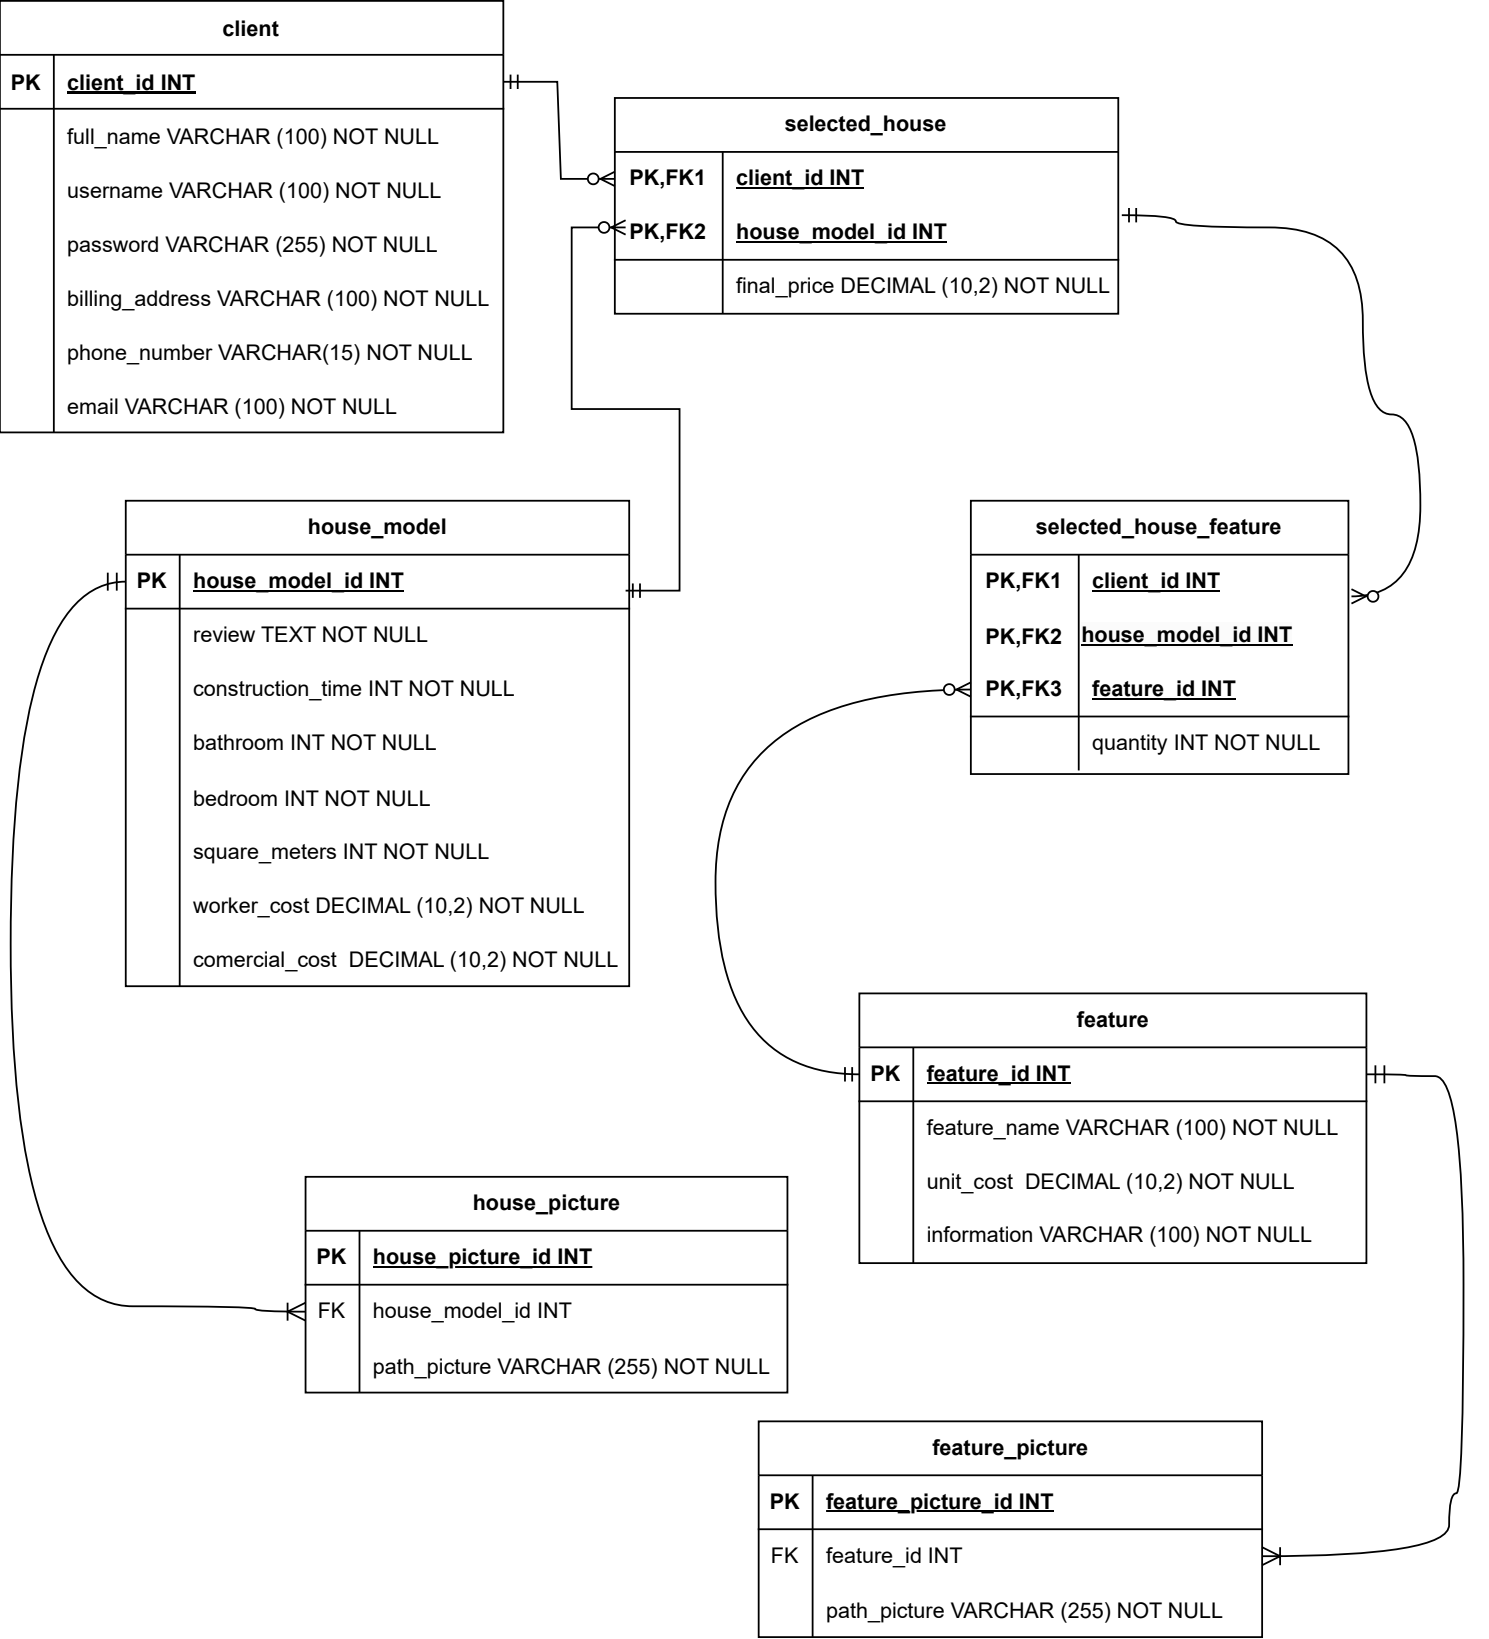 client
PK client_id INT
full_name VARCHAR (100) NOT NULL
username VARCHAR (100) NOT NULL
password VARCHAR (255) NOT NULL
billing_address VARCHAR (100) NOT NULL
phone_number VARCHAR(15) NOT NULL
email VARCHAR (100) NOT NULL
selected_house
PK,FK1 client_id INT
PK,FK2 house_model_id INT
final_price DECIMAL (10,2) NOT NULL
house_model
PK house_model_id INT
review TEXT NOT NULL
construction_time INT NOT NULL
bathroom INT NOT NULL
bedroom INT NOT NULL
square_meters INT NOT NULL
worker_cost DECIMAL (10,2) NOT NULL
comercial_cost  DECIMAL (10,2) NOT NULL
selected_house_feature
PK,FK1 client_id INT
PK,FK2 house_model_id INT
PK,FK3 feature_id INT
quantity INT NOT NULL
feature
PK feature_id INT
feature_name VARCHAR (100) NOT NULL
unit_cost  DECIMAL (10,2) NOT NULL
information VARCHAR (100) NOT NULL
house_picture
PK house_picture_id INT
FK house_model_id INT
path_picture VARCHAR (255) NOT NULL
feature_picture
PK feature_picture_id INT
FK feature_id INT
path_picture VARCHAR (255) NOT NULL